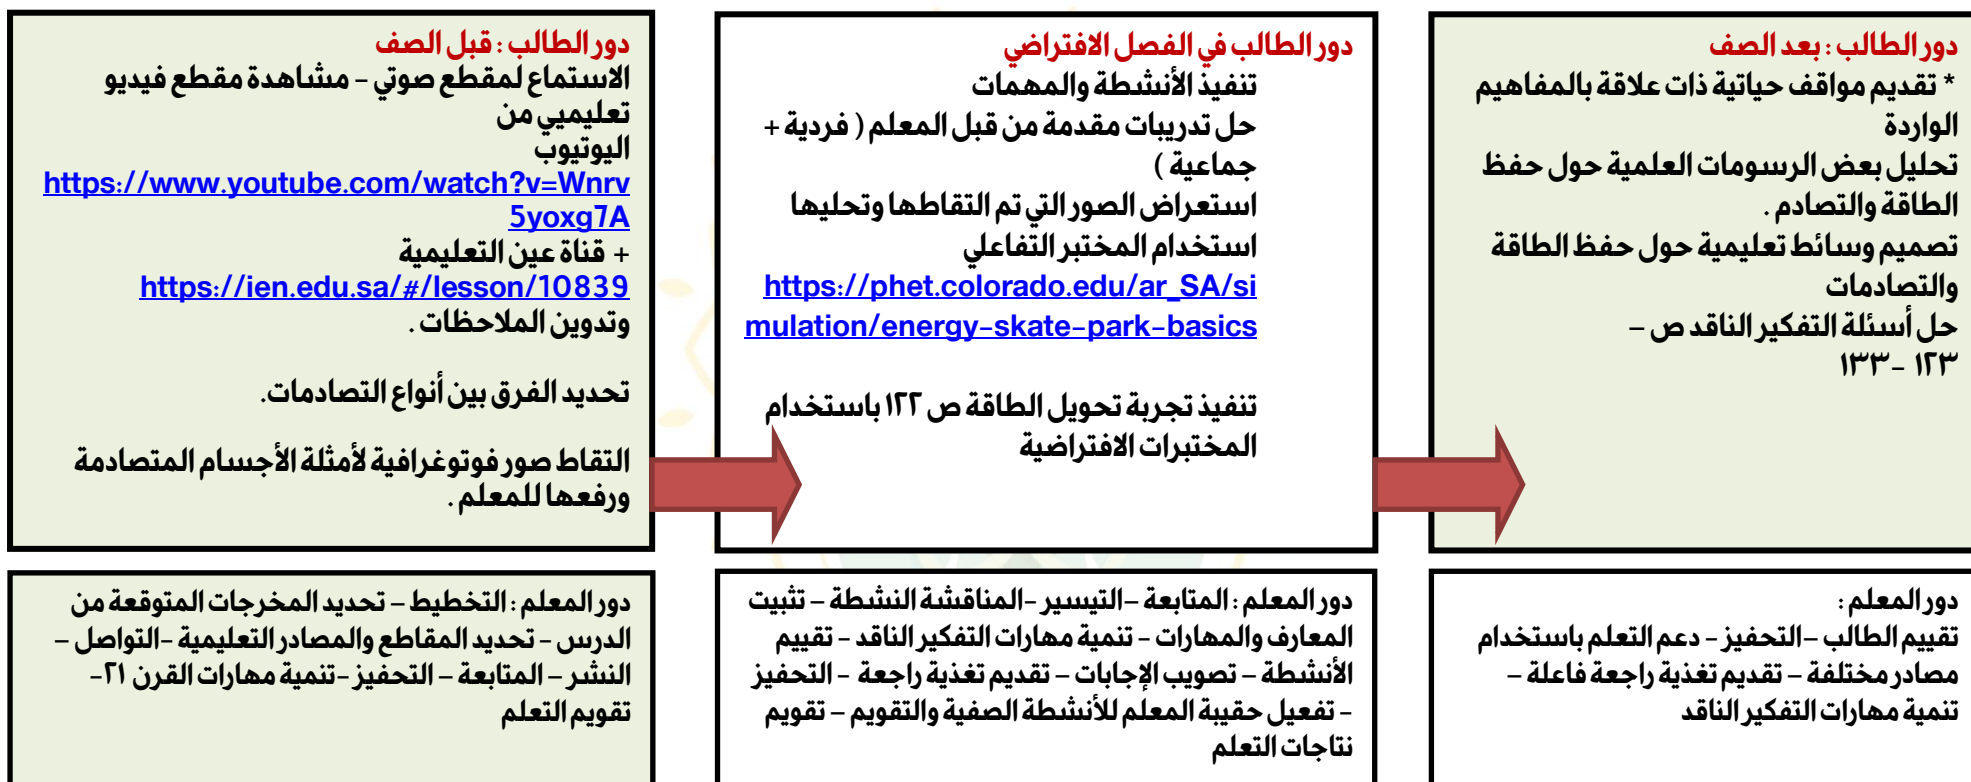 دور الطالب : قبل الصف
الاستماع لمقطع صوتي – مشاهدة مقطع فيديو
تعليميي من
اليوتيوب
https://www.youtube.com/watch?v=Wnrv
5yoxg7A
+ قناة عين التعليمية
https://ien.edu.sa/#/lesson/10839
وتدوين الملاحظات .
تحديد الفرق بين أنواع التصادمات.
التقاط صور فوتوغرافية لأمثلة الأجسام المتصادمة
ورفعها للمعلم .
دور الطالب في الفصل الافتراضي
تنفيذ الأنشطة والمهمات
حل تدريبات مقدمة من قبل المعلم ( فردية +
جماعية )
استعراض الصور التي تم التقاطها وتحليها
استخدام المختبر التفاعلي
https://phet.colorado.edu/ar_SA/si
mulation/energy-skate-park-basics
تنفيذ تجربة تحويل الطاقة ص ١٢٢ باستخدام
المختبرات الافتراضية
دور الطالب : بعد الصف
* تقديم مواقف حياتية ذات علاقة بالمفاهيم
الواردة
تحليل بعض الرسومات العلمية حول حفظ
الطاقة والتصادم .
تصميم وسائط تعليمية حول حفظ الطاقة
والتصادمات
حل أسئلة التفكير الناقد ص –
١٢٣ – ١٣٣
دور المعلم : التخطيط – تحديد المخرجات المتوقعة من
الدرس – تحديد المقاطع والمصادر التعليمية –التواصل –
النشر – المتابعة – التحفيز –تنمية مهارات القرن ٢١–
تقويم التعلم
دور المعلم : المتابعة –التيسير –المناقشة النشطة – تثبيت
المعارف والمهارات – تنمية مهارات التفكير الناقد – تقييم
الأنشطة – تصويب الإجابات – تقديم تغذية راجعة – التحفيز
– تفعيل حقيبة المعلم للأنشطة الصفية والتقويم – تقويم
نتاجات التعلم
دور المعلم :
تقييم الطالب –التحفيز – دعم التعلم باستخدام
مصادر مختلفة – تقديم تغذية راجعة فاعلة –
تنمية مهارات التفكير الناقد